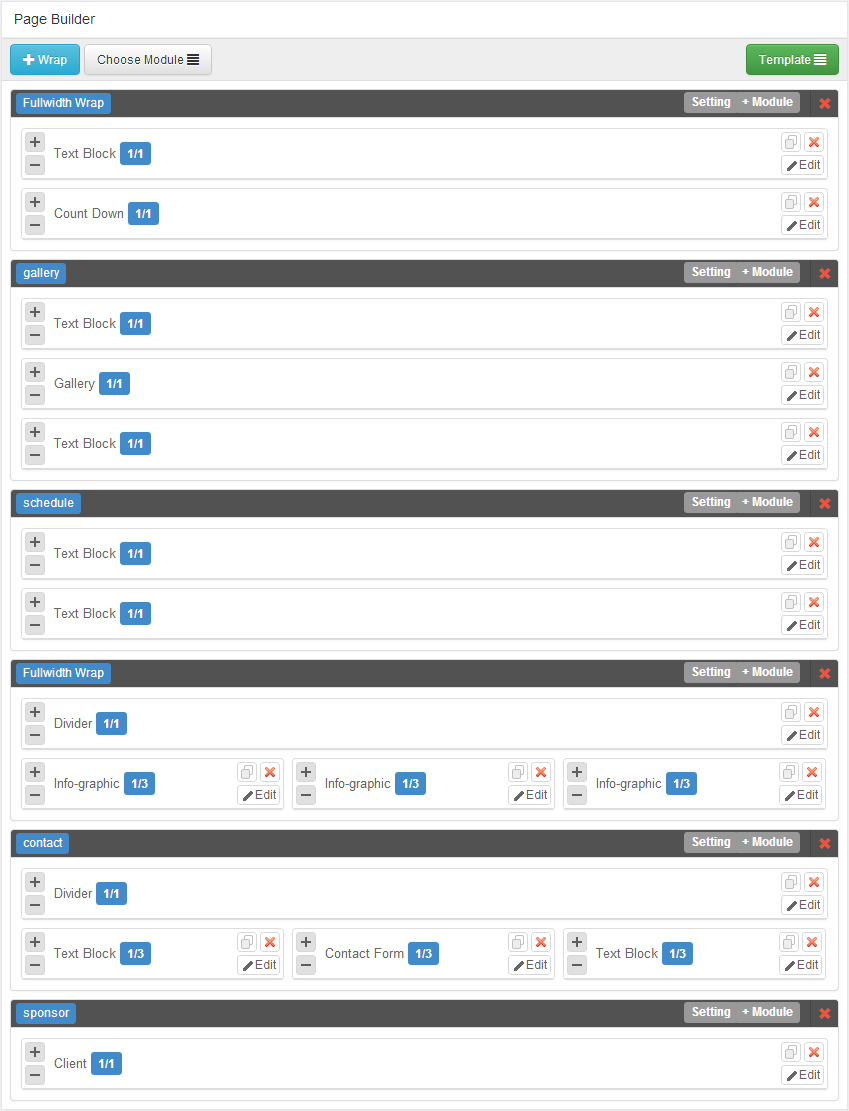 Page Builder
+ Wrap Choose Module Template
Fullwidth Wrap Setting + Module
Text Block 1/1
Edit
Count Down 1/1
Edit
gallery Setting + Module
Text Block 1/1
Edit
Gallery 1/1
Edit
Text Block 1/1
Edit
schedule Setting + Module
Text Block 1/1
Edit
Text Block 1/1
Edit
Fullwidth Wrap Setting + Module
Divider 1/1
Edit
Info-graphic 1/3 Info-graphic 1/3 Info-graphic 1/3
Edit Edit Edit
contact Setting + Module
Divider 1/1
Edit
Text Block 1/3 Contact Form 1/3 Text Block 1/3
Edit Edit Edit
sponsor Setting + Module
Client 1/1
Edit